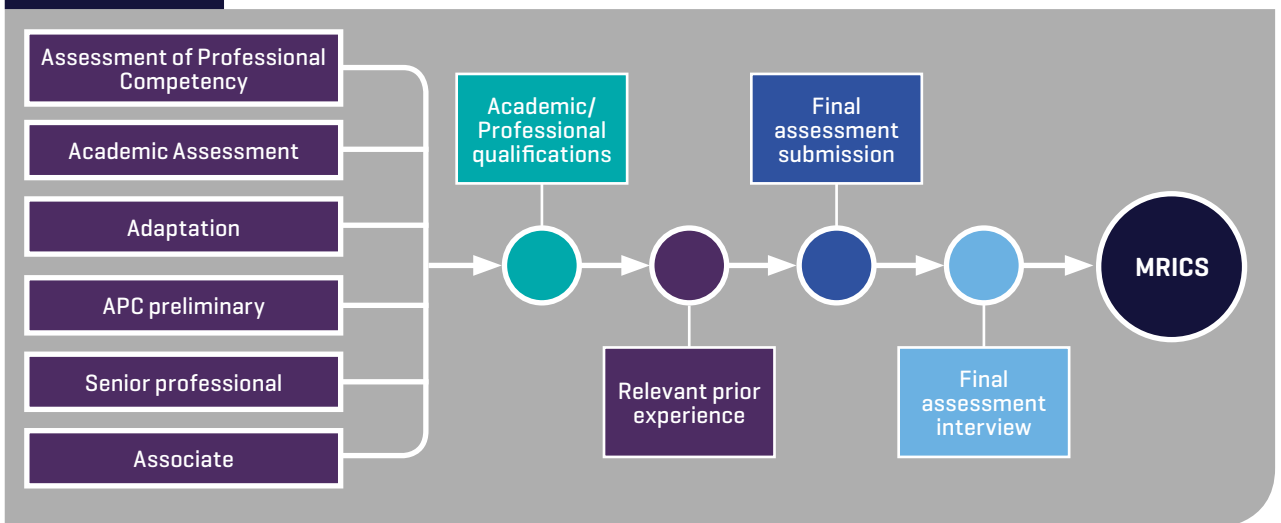 Assessment of Professional
Competency
Academic Assessment
Adaptation
APC preliminary
Senior professional
Associate
Academic/
Professional
qualifications
Relevant prior
experience
Final
assessment
submission
Final
assessment
interview
MRICS